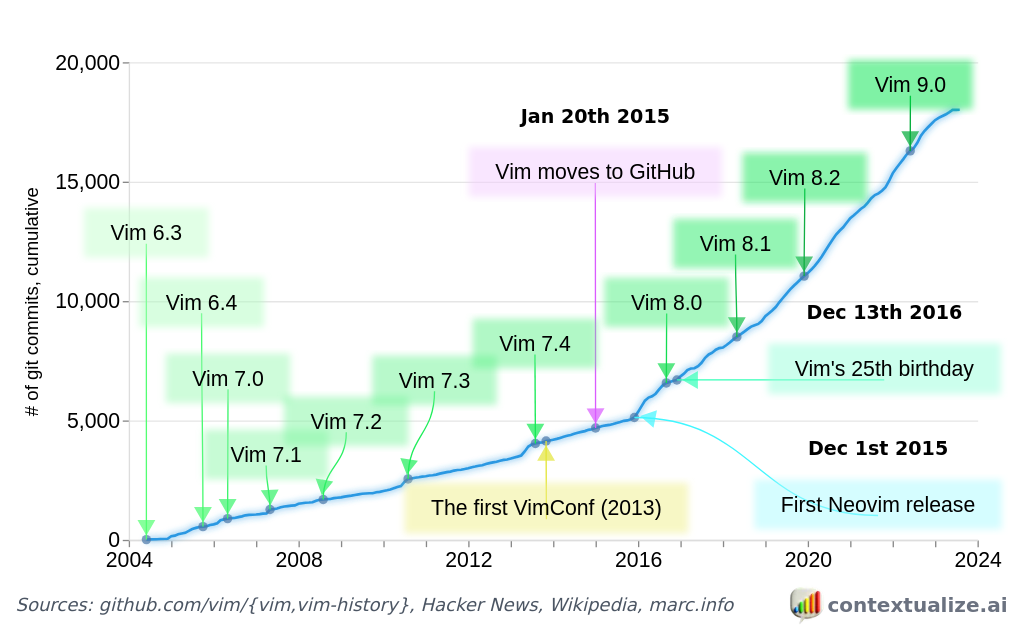 20,000
15,000
10,000
5,000
0
# of git commits, cumulative
Vim 9.0
Jan 20th 2015
Vim moves to GitHub
Vim 8.2
Vim 6.3
Vim 8.1
Vim 6.4
Vim 8.0
Dec 13th 2016
Vim 7.4
Vim's 25th birthday
Vim 7.0
Vim 7.3
Vim 7.2
Dec 1st 2015
Vim 7.1
The first VimConf (2013)
First Neovim release
2004 2008 2012 2016 2020 2024
Sources: github.com/vim/{vim,vim-history}, Hacker News, Wikipedia, marc.info
contextualize.ai